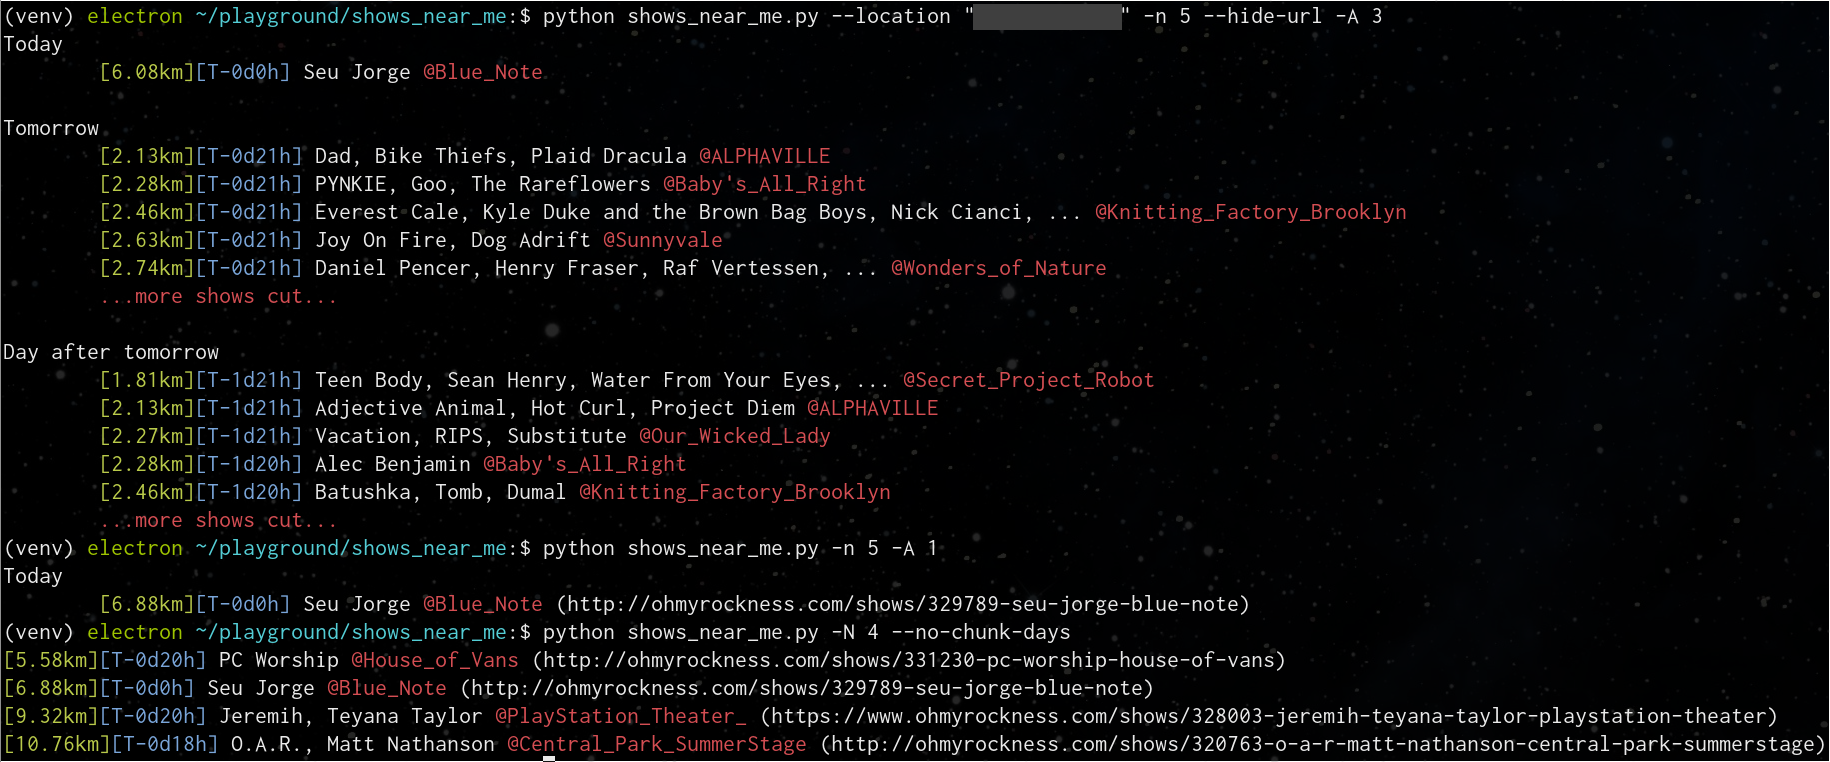 (venv) electron ~/playground/shows_near_me:$ python shows_near_me.py --location "" -n 5 --hide-url -A 3
Today
[6.08km][T-0d0h] Seu Jorge @Blue_Note
Tomorrow
[2.13km][T-0d21h] Dad, Bike Thiefs, Plaid Dracula @ALPHAVILLE
[2.28km][T-0d21h] PYNKIE, Goo, The Rareflowers @Baby's_All_Right
[2.46km][T-0d21h] Everest Cale, Kyle Duke and the Brown Bag Boys, Nick Cianci, ... @Knitting_Factory_Brooklyn
[2.63km][T-0d21h] Joy On Fire, Dog Adrift @Sunnyvale
[2.74km][T-0d21h] Daniel Pencer, Henry Fraser, Raf Vertessen, ... @Wonders_of_Nature
...more shows cut...
Day after tomorrow
[1.81km][T-1d21h] Teen Body, Sean Henry, Water From Your Eyes, ... @Secret_Project_Robot
[2.13km][T-1d21h] Adjective Animal, Hot Curl, Project Diem @ALPHAVILLE
[2.27km][T-1d21h] Vacation, RIPS, Substitute @Our_Wicked_Lady
[2.28km][T-1d20h] Alec Benjamin @Baby's_All_Right
[2.46km][T-1d20h] Batushka, Tomb, Dumal @Knitting_Factory_Brooklyn
...more shows cut...
(venv) electron ~/playground/shows_near_me:$ python shows_near_me.py -n 5 -A 1
Today
[6.88km][T-0d0h] Seu Jorge @Blue_Note (http://ohmyrockness.com/shows/329789-seu-jorge-blue-note)
(venv) electron ~/playground/shows_near_me:$ python shows_near_me.py -N 4 --no-chunk-days
[5.58km][T-0d20h] PC Worship @House_of_Vans (http://ohmyrockness.com/shows/331230-pc-worship-house-of-vans)
[6.88km][T-0d0h] Seu Jorge @Blue_Note (http://ohmyrockness.com/shows/329789-seu-jorge-blue-note)
[9.32km][T-0d20h] Jeremih, Teyana Taylor @PlayStation_Theater_ (https://www.ohmyrockness.com/shows/328003-jeremih-teyana-taylor-playstation-theater)
[10.76km][T-0d18h] O.A.R., Matt Nathanson @Central_Park_SummerStage (http://ohmyrockness.com/shows/320763-o-a-r-matt-nathanson-central-park-summerstage)